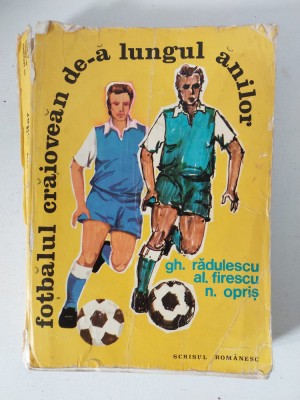 fotbalul craiovean de-a lungul anilor
gh. rădulescu
al. firescu
n. opriș
SCRISUL ROMÂNESC